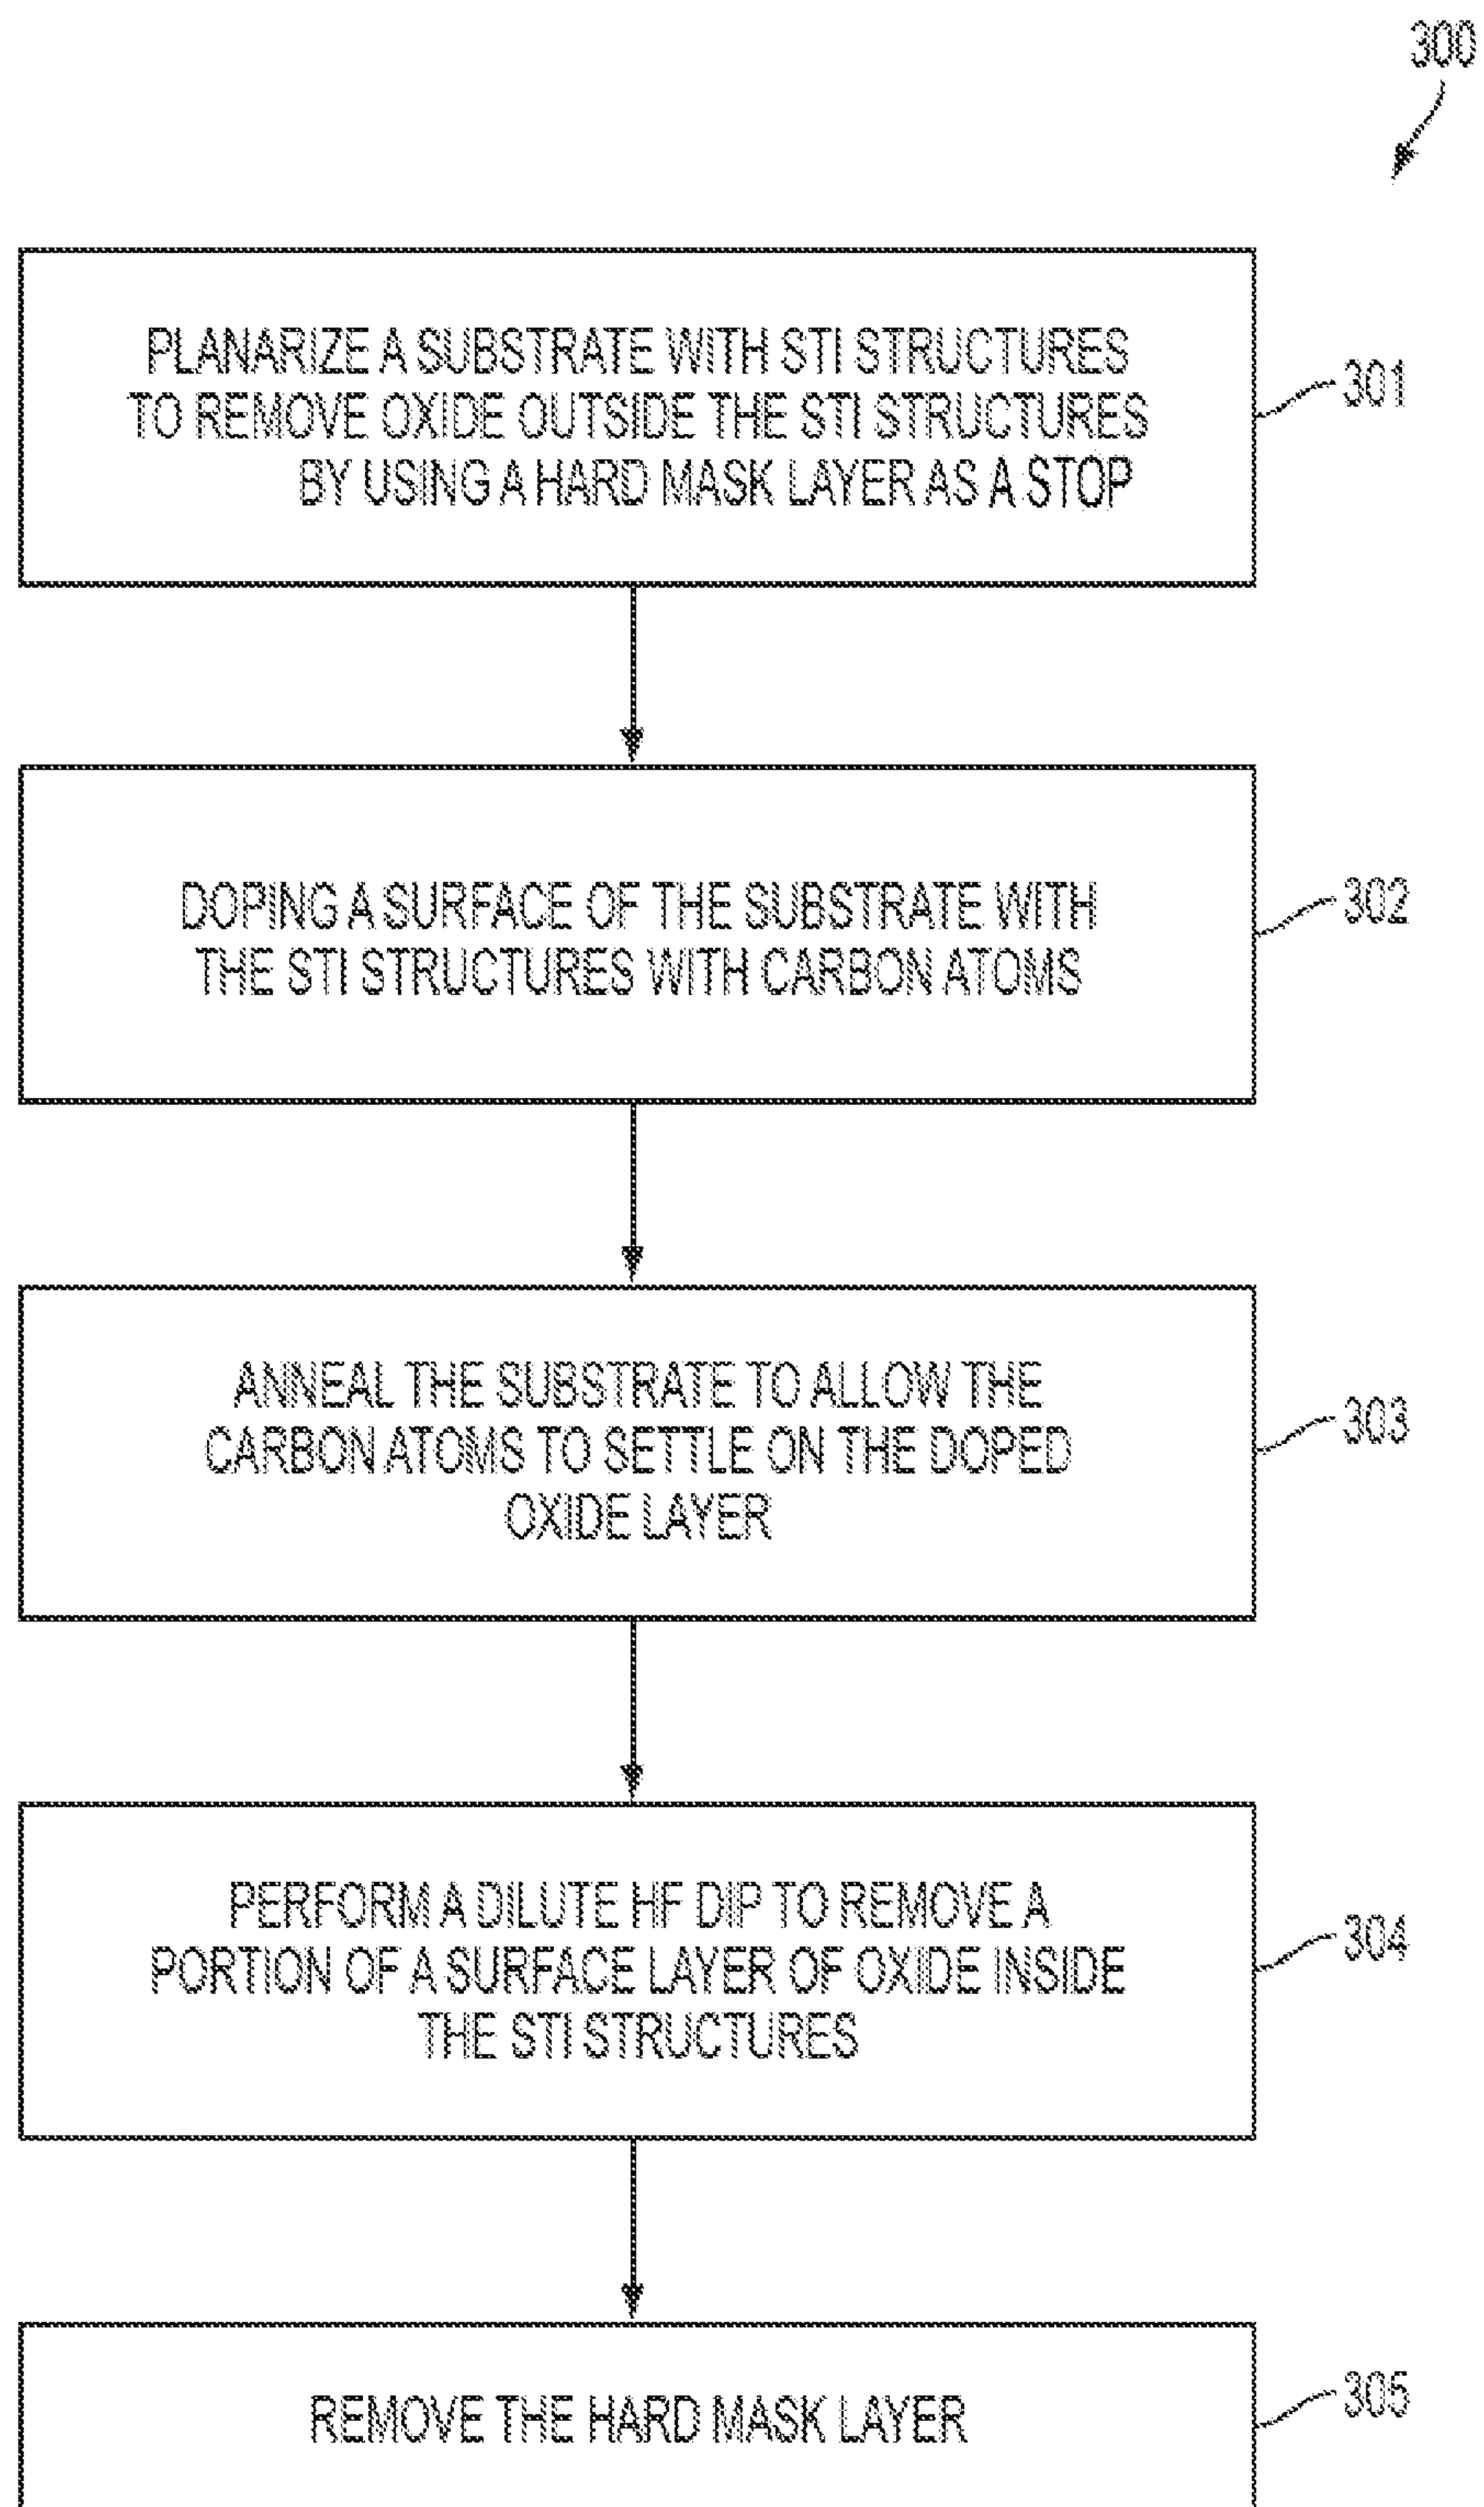 300
PLANARIZE A SUBSTRATE WITH STI STRUCTURES
TO REMOVE OXIDE OUTSIDE THE STI STRUCTURES
BY USING A HARD MASK LAYER AS A STOP
301
DOPING A SURFACE OF THE SUBSTRATE WITH
THE STI STRUCTURES WITH CARBON ATOMS
302
ANNEAL THE SUBSTRATE TO ALLOW THE
CARBON ATOMS TO SETTLE ON THE DOPED
OXIDE LAYER
303
PERFORM A DILUTE HF DIP TO REMOVE A
PORTION OF A SURFACE LAYER OF OXIDE INSIDE
THE STI STRUCTURES
304
REMOVE THE HARD MASK LAYER
305